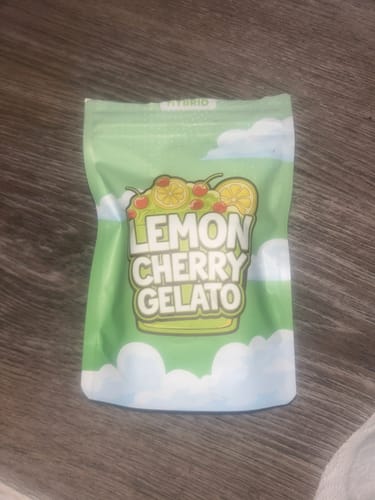 HYBRID
LEMON
CHERRY
GELATO